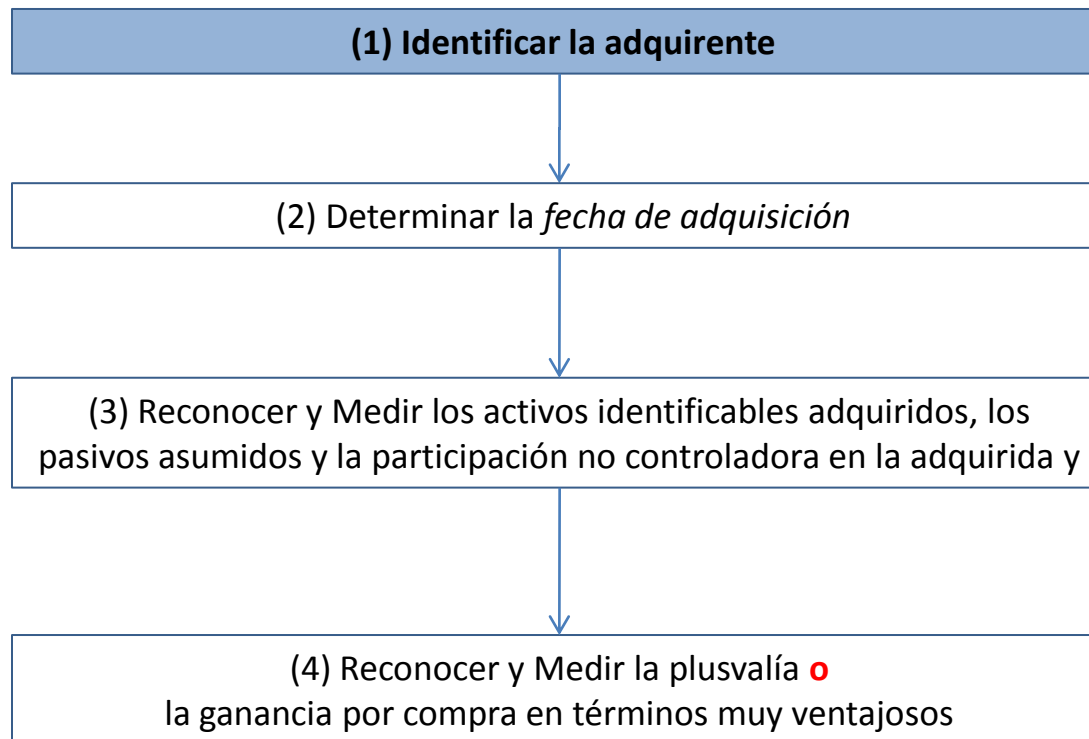 (1) Identificar la adquirente
(2) Determinar la fecha de adquisición
(3) Reconocer y Medir los activos identificables adquiridos, los
pasivos asumidos y la participación no controladora en la adquirida y
(4) Reconocer y Medir la plusvalía o
la ganancia por compra en términos muy ventajosos